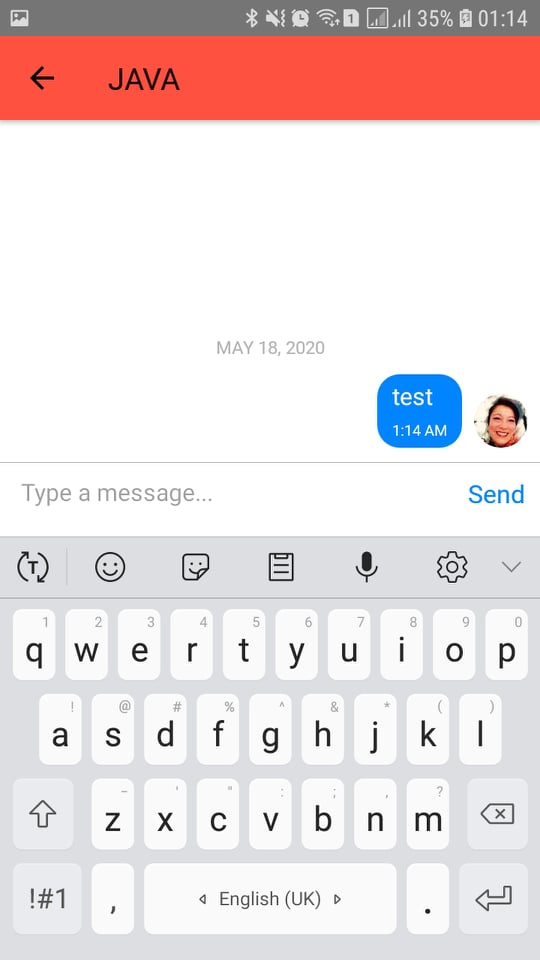 1 35% 01:14
JAVA
MAY 18, 2020
test
1:14 AM
Type a message...
Send
T
1 2 3 4 5 6 7 8 9 0
q w e r t y u i o p
! @ # % ^ & * ( )
a s d f g h j k l
- ' " : ; , ?
z x c v b n m
!#1 , English (UK) .